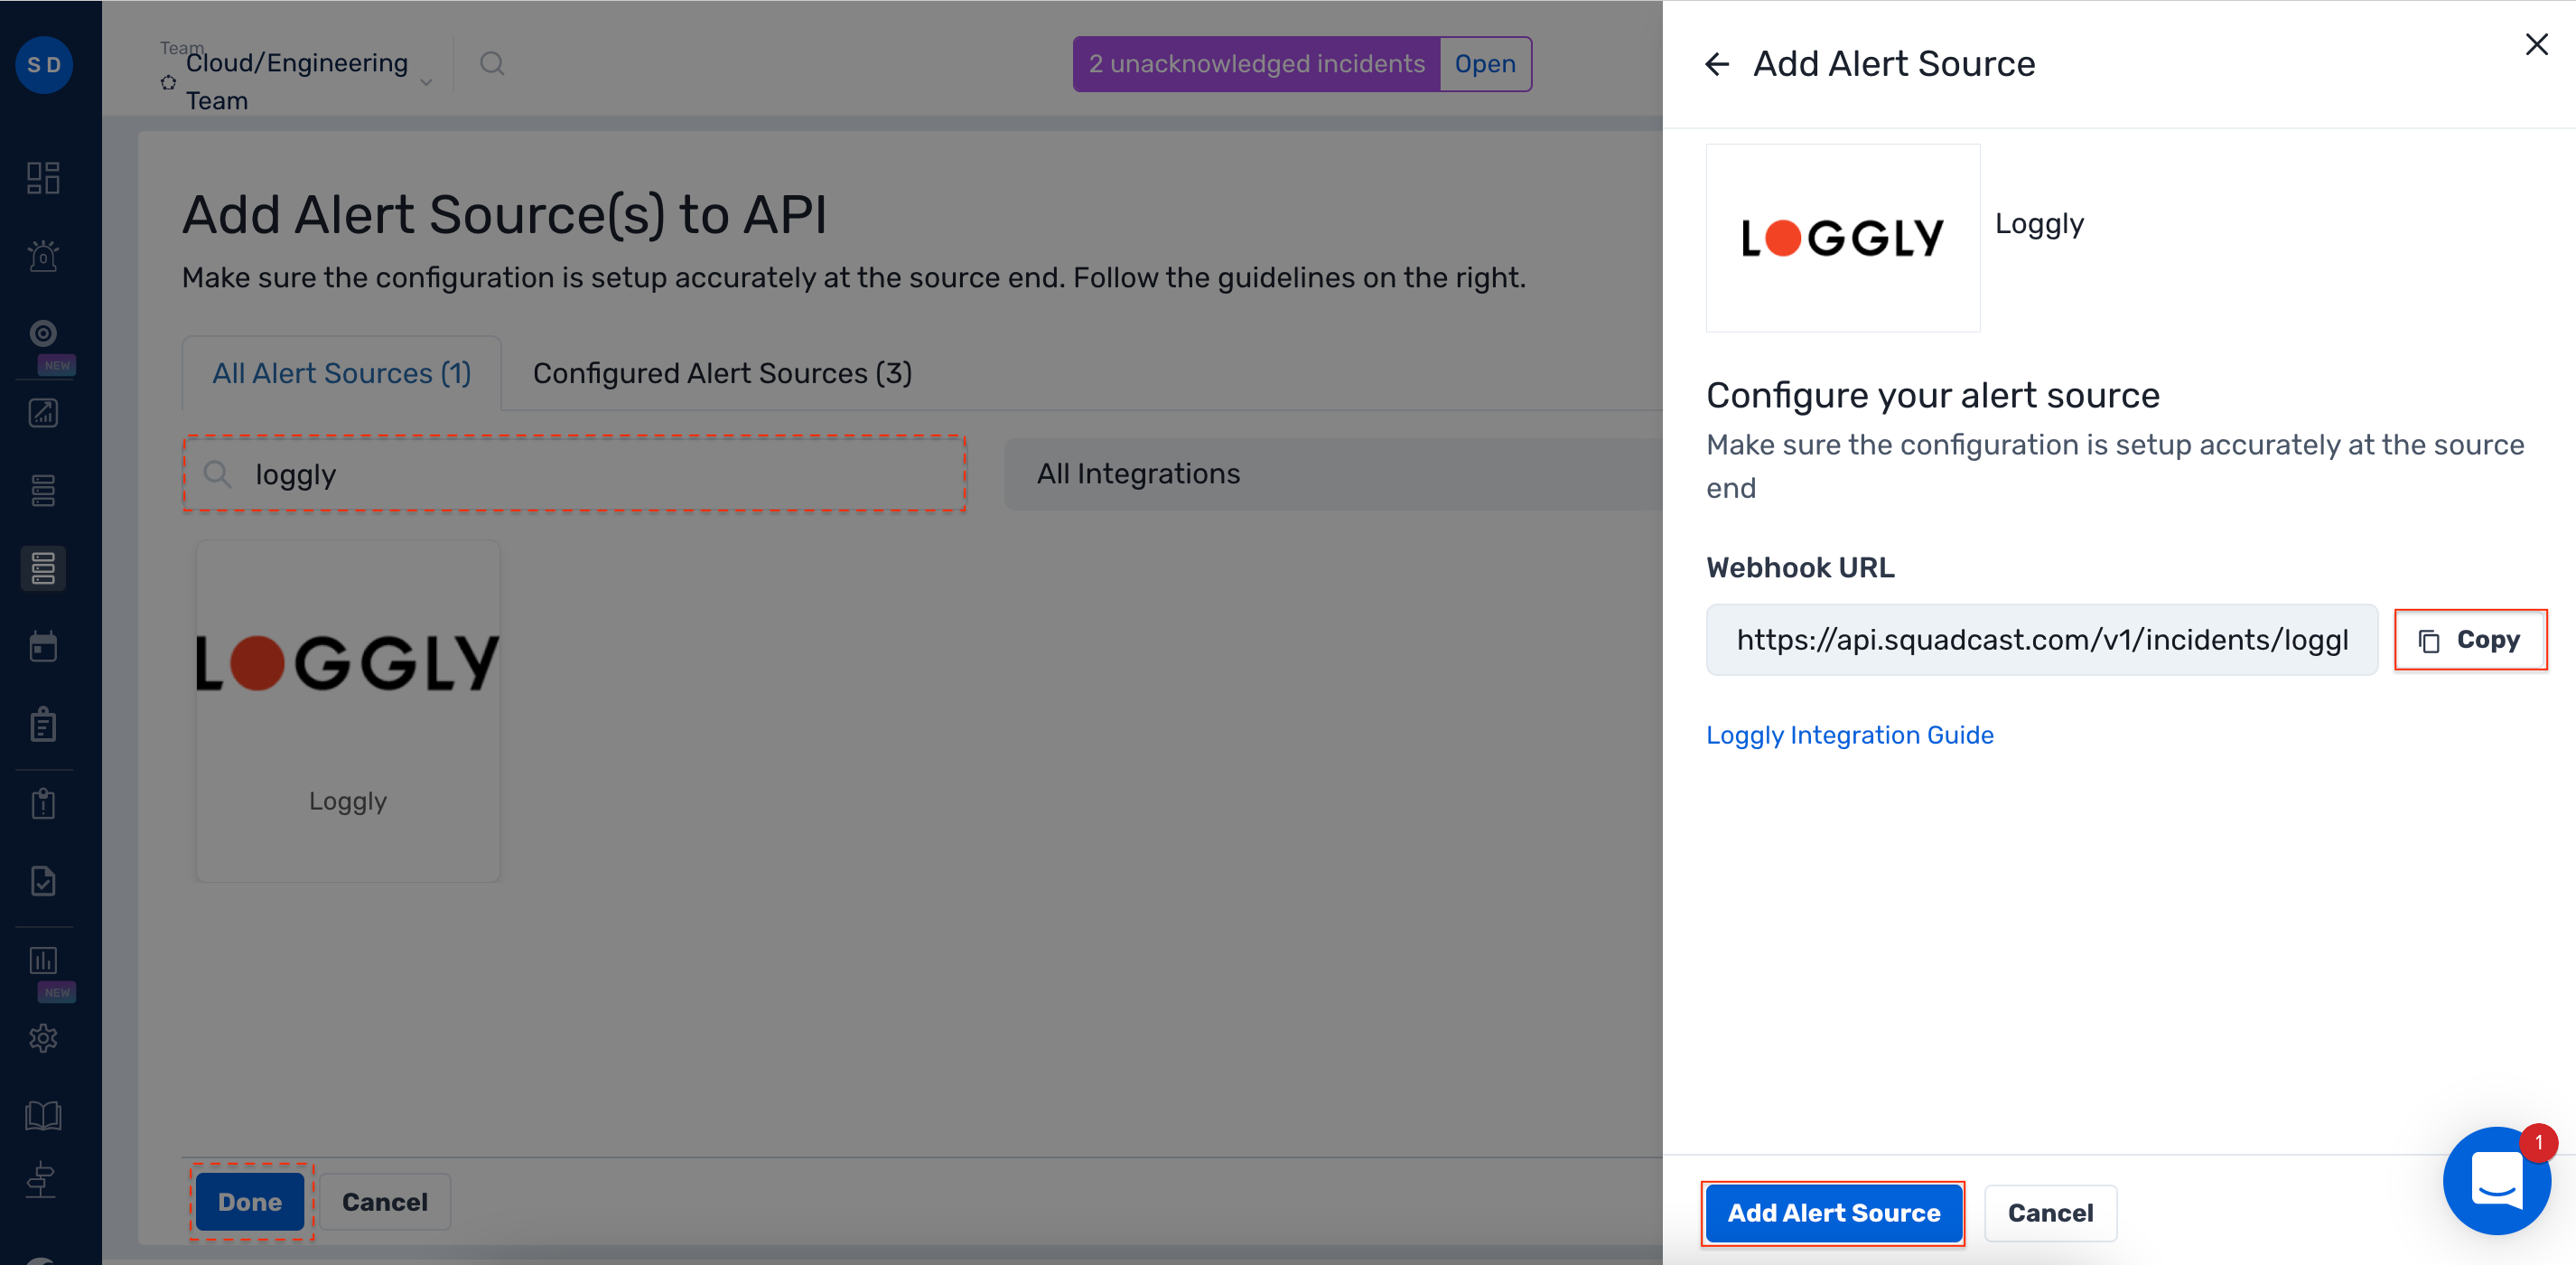 S D
Team
Cloud/Engineering
Team
2 unacknowledged incidents
Open
0
NEW
NEW
Add Alert Source(s) to API
Make sure the configuration is setup accurately at the source end. Follow the guidelines on the right.
All Alert Sources (1)
Configured Alert Sources (3)
loggly
All Integrations
LOGGLY
Loggly
Done
Cancel
Add Alert Source
LOGGLY
Loggly
Configure your alert source
Make sure the configuration is setup accurately at the source
end
Webhook URL
https://api.squadcast.com/v1/incidents/loggl
Copy
Loggly Integration Guide
Add Alert Source
Cancel
1